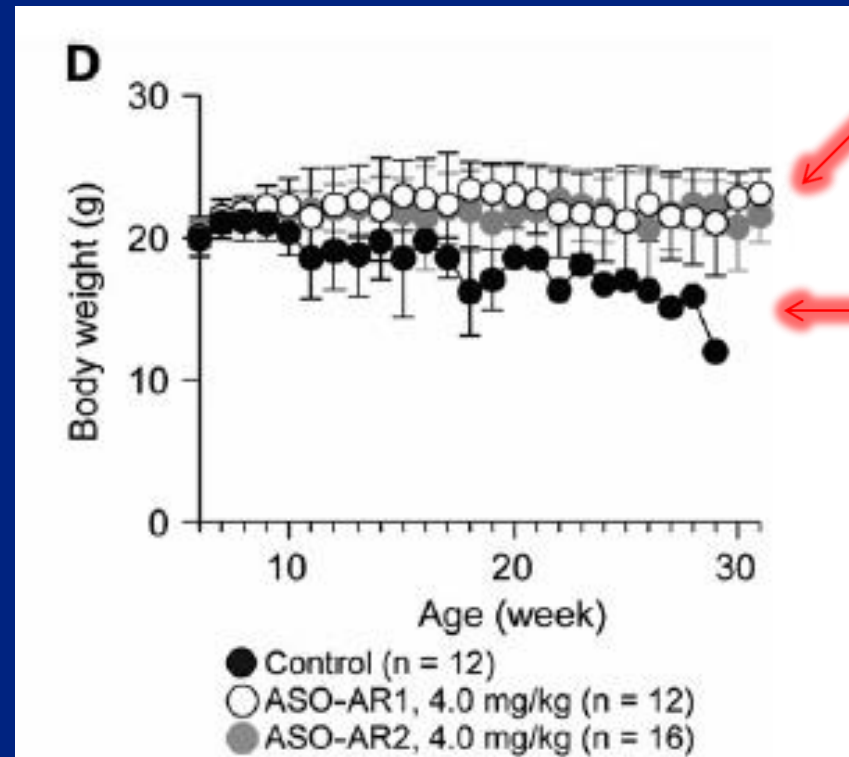 D
30
20
10
0
Body weight (g)
10 20 30
Age (week)
Control (n = 12)
ASO-AR1, 4.0 mg/kg (n = 12)
ASO-AR2, 4.0 mg/kg (n = 16)